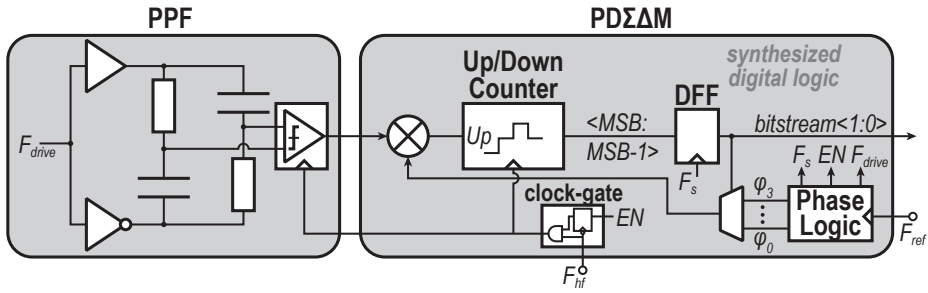 PPF
PDΣΔM
Up/Down
Counter
synthesized
digital logic
DFF
F_drive
Up
<MSB:
MSB-1>
bitstream<1:0>
F_s
F_s EN F_drive
clock-gate
EN
φ_3
φ_0
Phase
Logic
F_ref
F_hf